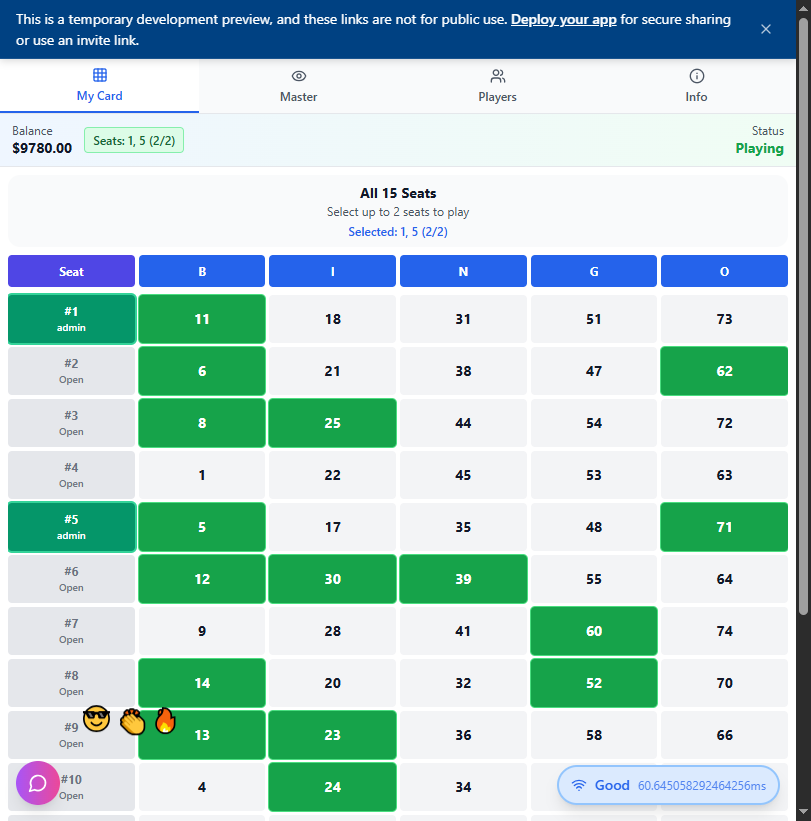 This is a temporary development preview, and these links are not for public use. Deploy your app for secure sharing
or use an invite link.
My Card
Master
Players
Info
Balance
$9780.00
Seats: 1, 5 (2/2)
Status
Playing
All 15 Seats
Select up to 2 seats to play
Selected: 1, 5 (2/2)
Seat B I N G O
#1
admin
11 18 31 51 73
#2
Open
6 21 38 47 62
#3
Open
8 25 44 54 72
#4
Open
1 22 45 53 63
#5
admin
5 17 35 48 71
#6
Open
12 30 39 55 64
#7
Open
9 28 41 60 74
#8
Open
14 20 32 52 70
#9
Open
13 23 36 58 66
#10
Open
4 24 34
Good 60.645058292464256ms